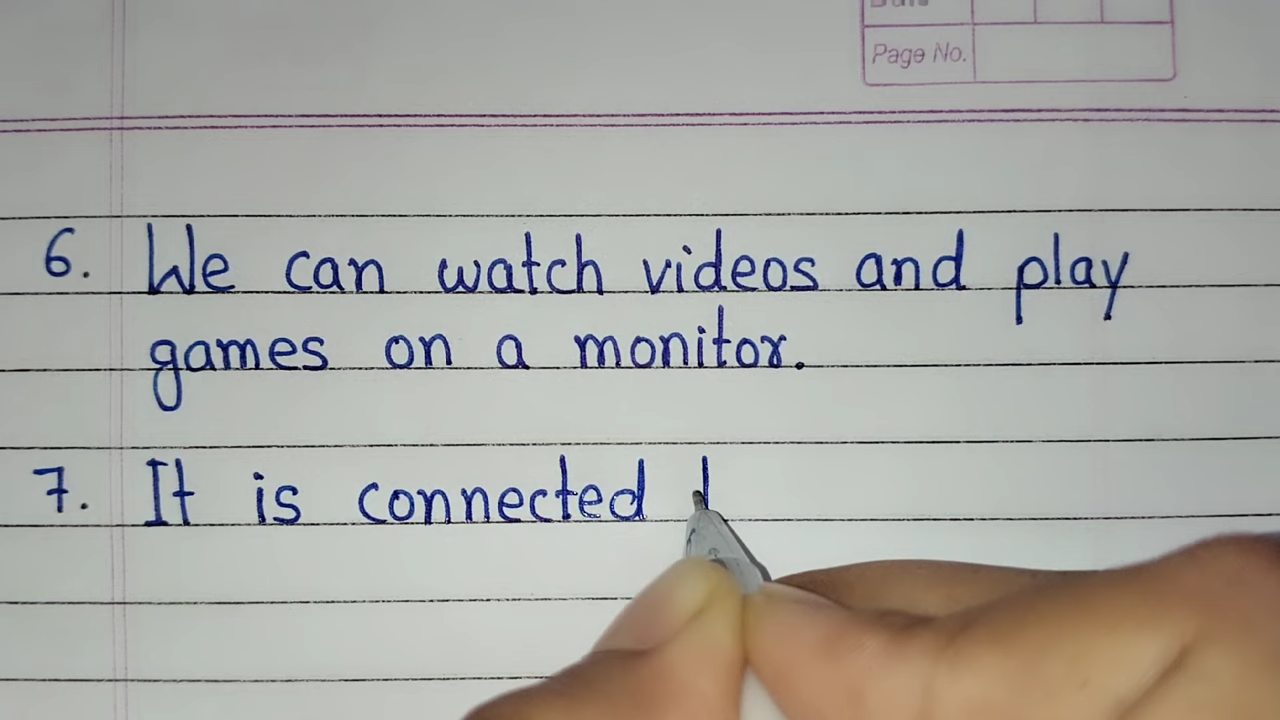 Page No.
6. We can watch videos and play
games on a monitor.
7. It is connected